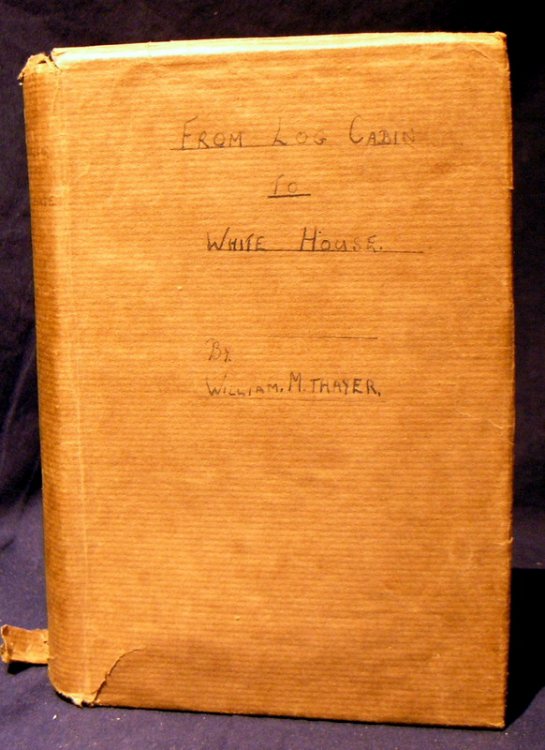 FROM LOG CABIN
TO
WHITE HOUSE.
By
WILLIAM. M. THAYER.